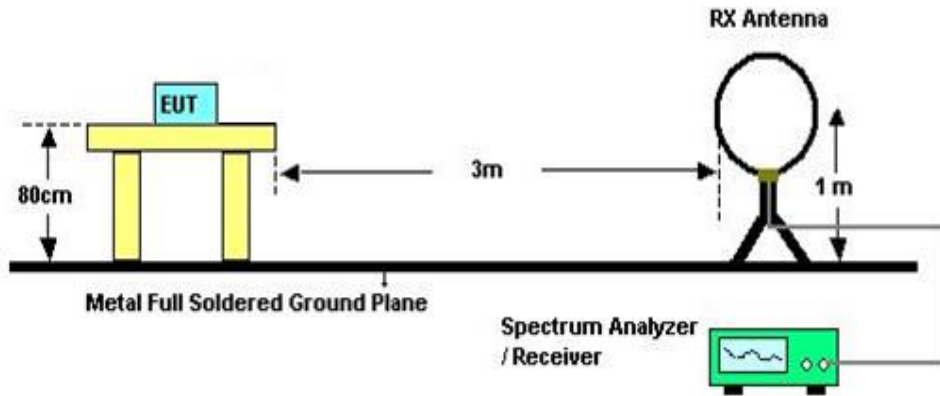 RX Antenna
EUT
80cm
3m
1 m
Metal Full Soldered Ground Plane
Spectrum Analyzer
/ Receiver